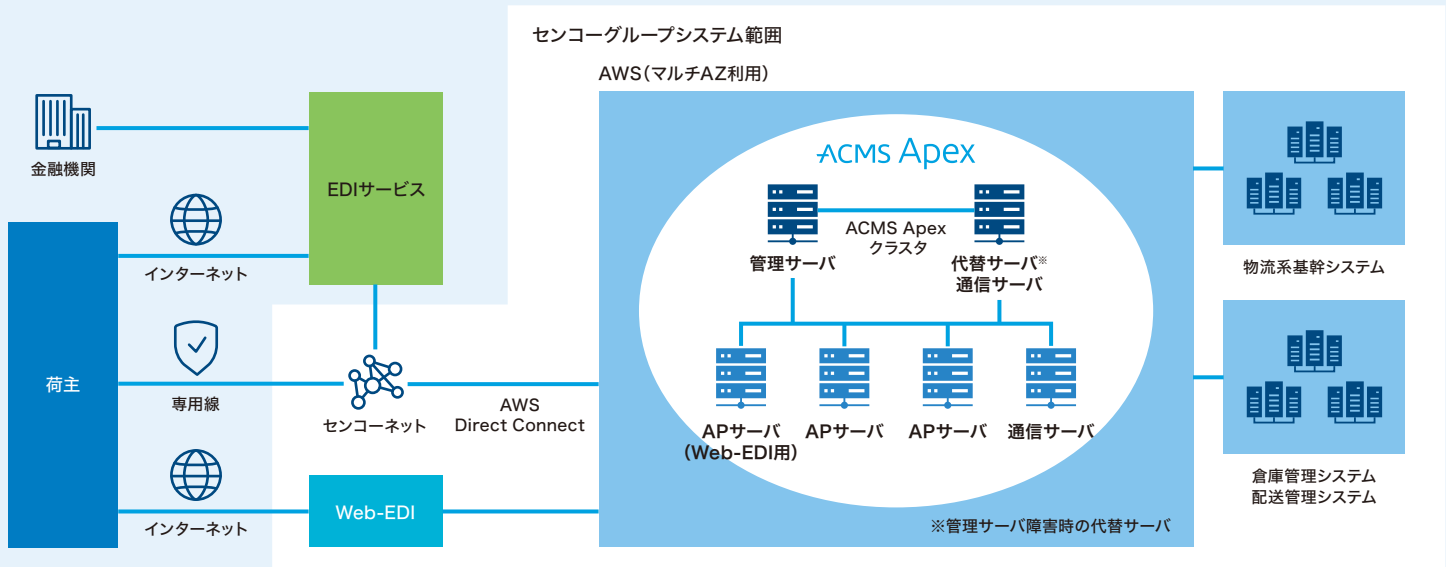 センコーグループシステム範囲
AWS（マルチAZ利用）
金融機関
EDIサービス
インターネット
荷主
専用線
センコーネット
AWS
Direct Connect
インターネット
Web-EDI
ACMS Apex
ACMS Apex
クラスタ
管理サーバ
代替サーバ※
通信サーバ
APサーバ
（Web-EDI用）
APサーバ
APサーバ
通信サーバ
※管理サーバ障害時の代替サーバ
物流系基幹システム
倉庫管理システム
配送管理システム